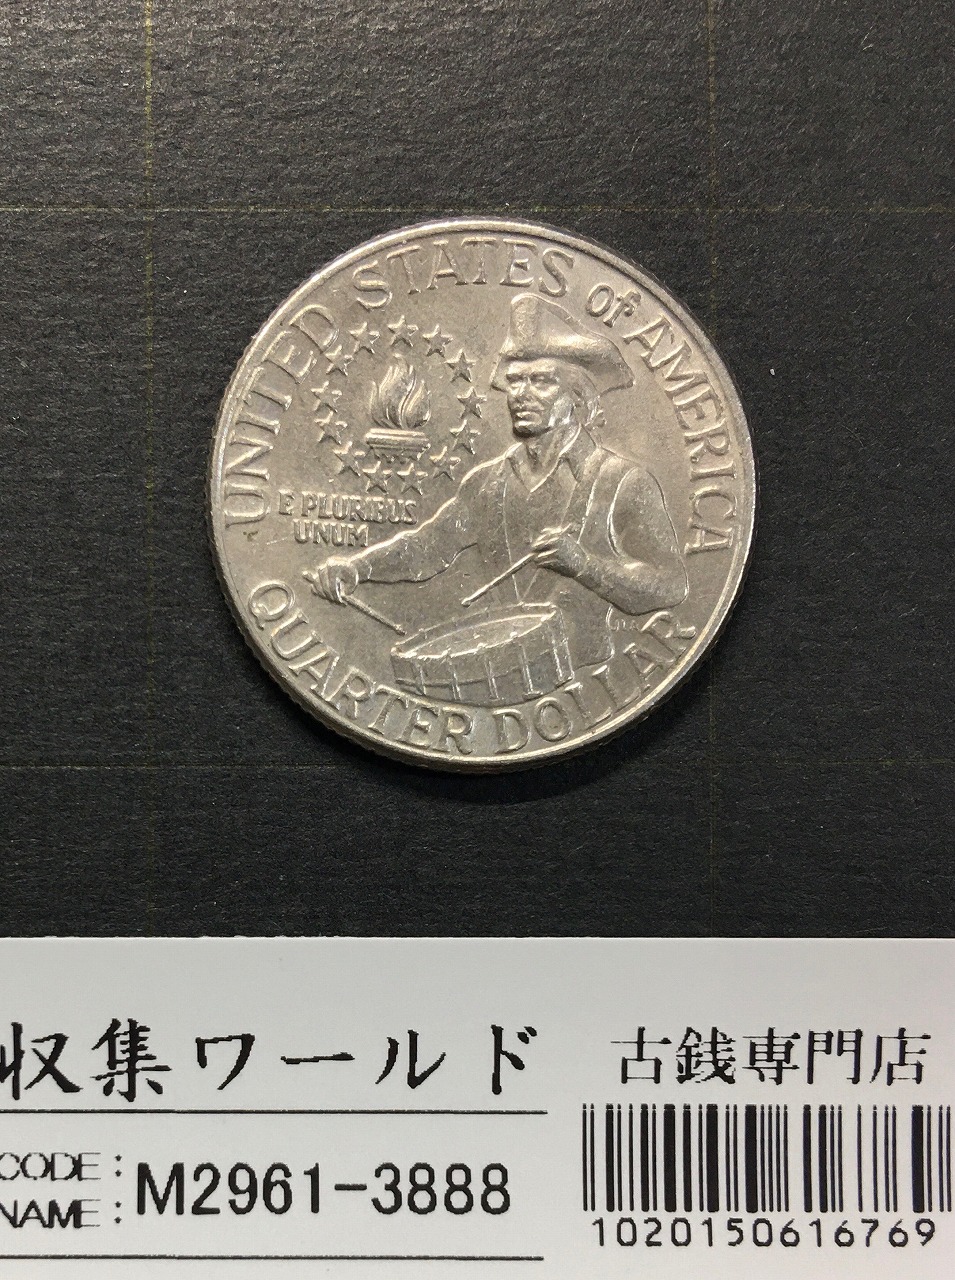 UNITED STATES of AMERICA
E PLURIBUS
UNUM
QUARTER DOLLAR
収集ワールド
古銭専門店
CODE:
NAME:
M2961-3888
1020150616769